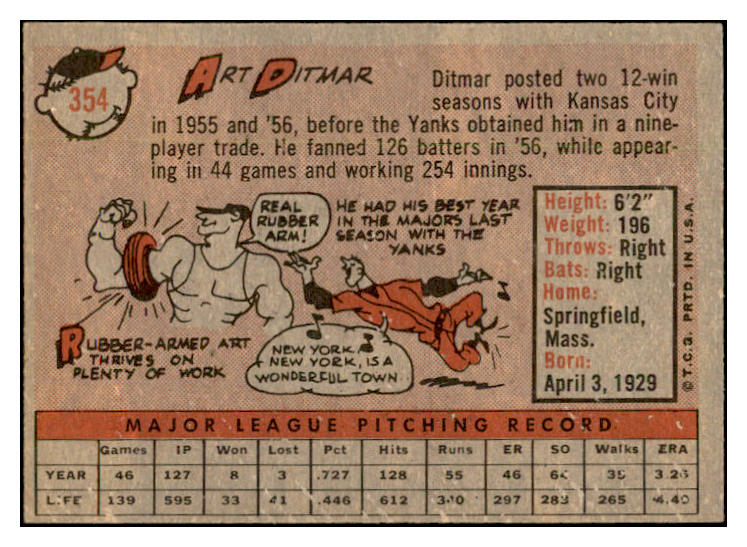 354
ART DITMAR
Ditmar posted two 12-win
seasons with Kansas City
in 1955 and '56, before the Yanks obtained him in a nine-
player trade. He fanned 126 batters in '56, while appear-
ing in 44 games and working 254 innings.
REAL
RUBBER
ARM!
HE HAD HIS BEST YEAR
IN THE MAJORS LAST
SEASON WITH THE
YANKS
RUBBER-ARMED ART
THRIVES ON
PLENTY OF WORK
NEW YORK,
NEW YORK, IS A
WONDERFUL TOWN
Height: 6'2"
Weight: 196
Throws: Right
Bats: Right
Home:
Springfield,
Mass.
Born:
April 3, 1929
© T.C.G. PRTD. IN U.S.A.
MAJOR LEAGUE PITCHING RECORD
Games IP Won Lost Pct Hits Runs ER SO Walks ERA
YEAR 46 127 8 3 .727 128 55 46 35 3.26
LIFE 139 595 33 41 .446 612 297 283 265 4.49